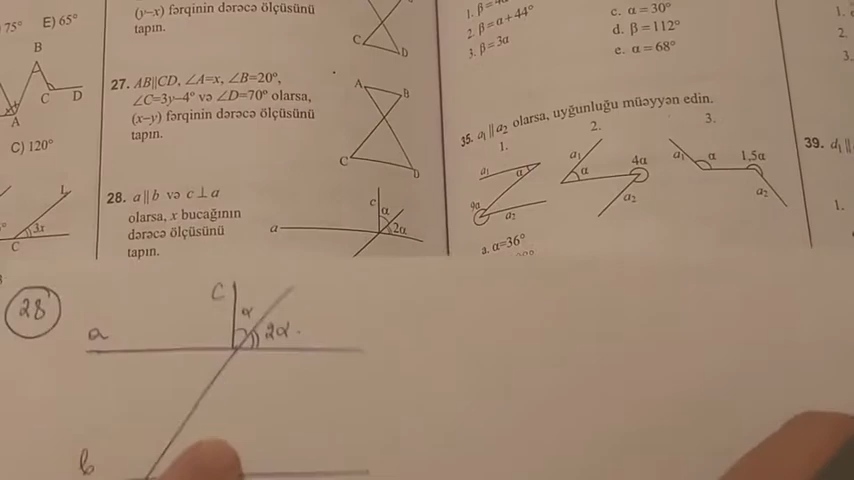 75° E) 65°
B
C D
A
C) 120°
L
3x
C
(y–x) fərqinin dərəcə ölçüsünü
tapın.
C D
27. AB∥CD, ∠A=x, ∠B=20°,
∠C=3y–4° və ∠D=70° olarsa,
(x–y) fərqinin dərəcə ölçüsünü
tapın.
A B
C D
28. a∥b və c⊥a
olarsa, x bucağının
dərəcə ölçüsünü
tapın.
c
α
a 2α
1.
2. β=α+44°
3. β=3α
c. α=30°
d. β=112°
e. α=68°
35. a₁∥a₂ olarsa, uyğunluğu müəyyən edin.
1. 2. 3.
a₁ α
9α a₂
a₁ α 4α
a₂
a₁ α 1,5α
a₂
a. α=36°
1.
2.
3.
39. d₁∥
1.
28
C
α
a 2α
b